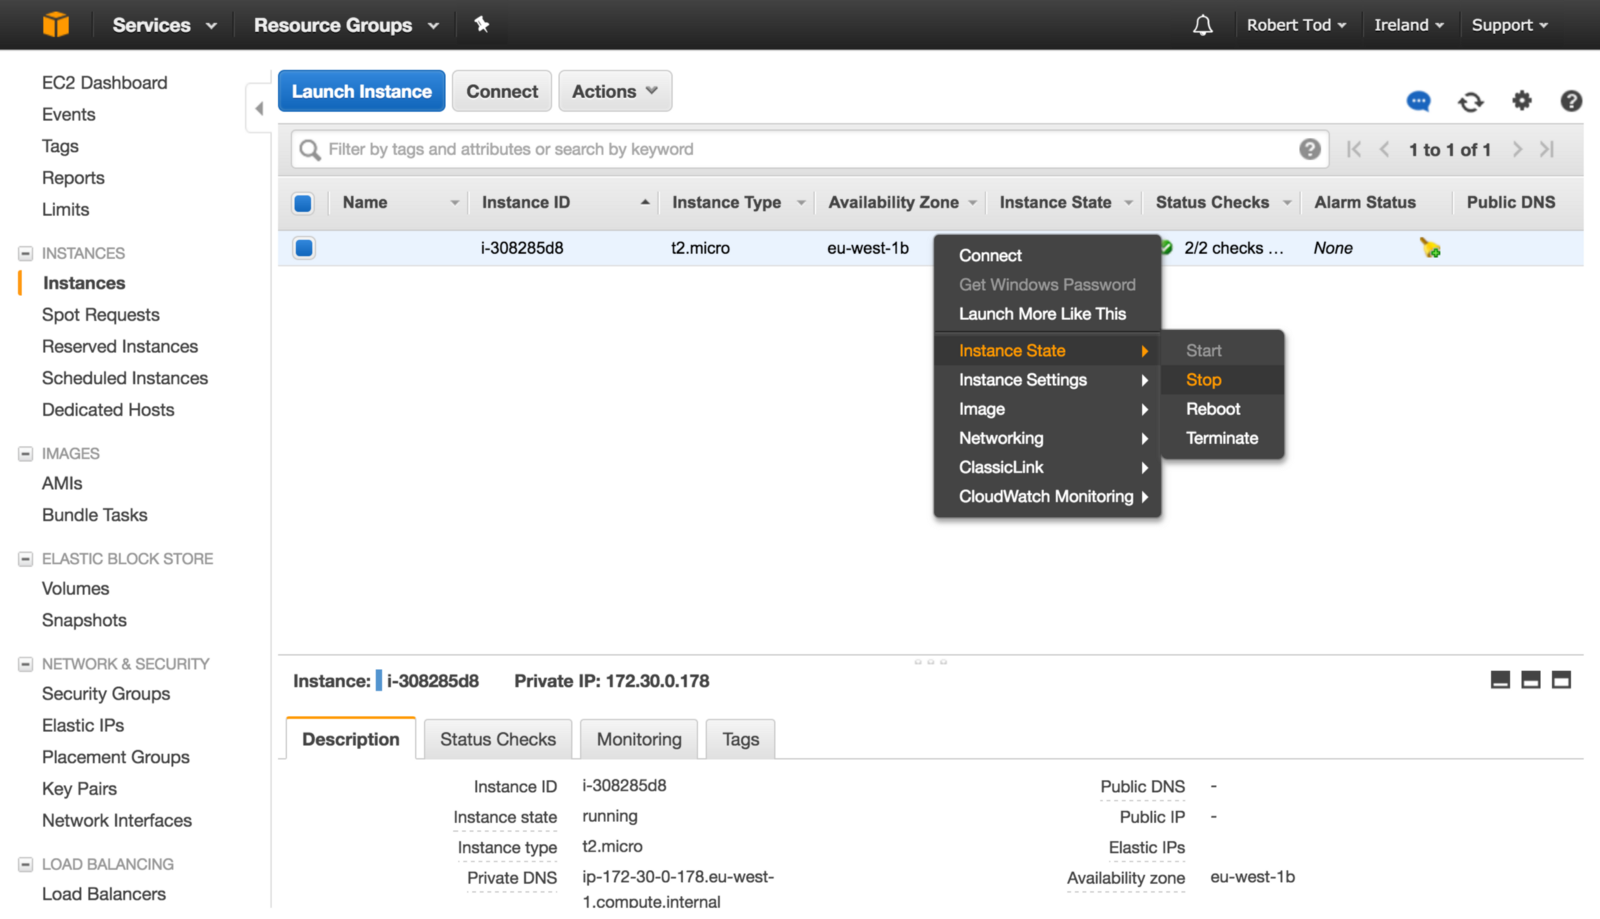 Services
Resource Groups
Robert Tod
Ireland
Support
EC2 Dashboard
Events
Tags
Reports
Limits
INSTANCES
Instances
Spot Requests
Reserved Instances
Scheduled Instances
Dedicated Hosts
IMAGES
AMIs
Bundle Tasks
ELASTIC BLOCK STORE
Volumes
Snapshots
NETWORK & SECURITY
Security Groups
Elastic IPs
Placement Groups
Key Pairs
Network Interfaces
LOAD BALANCING
Load Balancers
Launch Instance
Connect
Actions
Filter by tags and attributes or search by keyword
1 to 1 of 1
Name
Instance ID
Instance Type
Availability Zone
Instance State
Status Checks
Alarm Status
Public DNS
i-308285d8
t2.micro
eu-west-1b
2/2 checks ...
None
Connect
Get Windows Password
Launch More Like This
Instance State
Instance Settings
Image
Networking
ClassicLink
CloudWatch Monitoring
Start
Stop
Reboot
Terminate
Instance: i-308285d8
Private IP: 172.30.0.178
Description
Status Checks
Monitoring
Tags
Instance ID i-308285d8
Instance state running
Instance type t2.micro
Private DNS ip-172-30-0-178.eu-west-
1.compute.internal
Public DNS -
Public IP -
Elastic IPs
Availability zone eu-west-1b